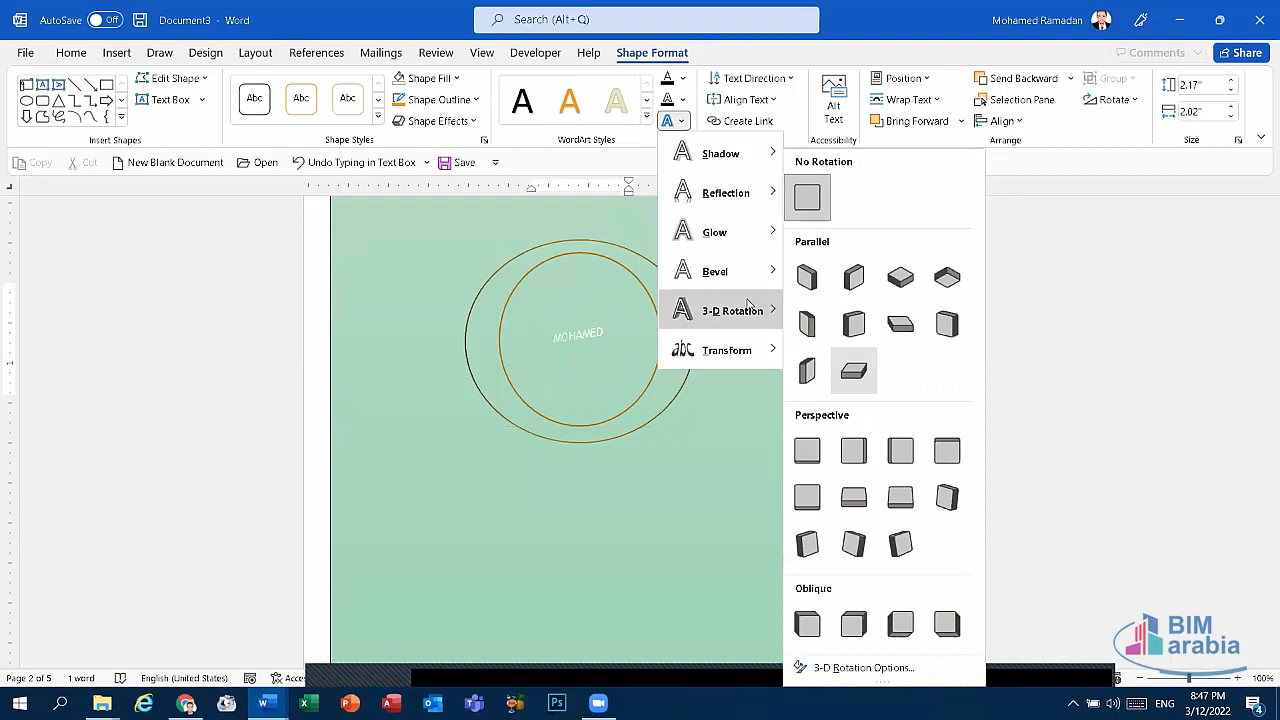 AutoSave Off
Document3 - Word
Search (Alt+Q)
Mohamed Ramadan
File Home Insert Draw Design Layout References Mailings Review View Developer Help Shape Format
Comments Share
Edit Shape
Text Box
Insert Shapes
Abc Abc Abc
Shape Fill
Shape Outline
Shape Effects
Shape Styles
A A A
WordArt Styles
Text Direction
Align Text
Create Link
Alt
Text
Accessibility
Position
Wrap Text
Bring Forward
Send Backward
Selection Pane
Align
Group
Rotate
Arrange
2.17"
2.02"
Size
Copy Cut New Blank Document Open Undo Typing in Text Box Save
Shadow
Reflection
Glow
Bevel
3-D Rotation
abc Transform
No Rotation
Parallel
Perspective
Oblique
3-D Rotation Options...
MOHAMED
BIM
arabia
Page 2 of 5 1 word English (United States)
100%
ENG
8:47 PM
3/12/2022